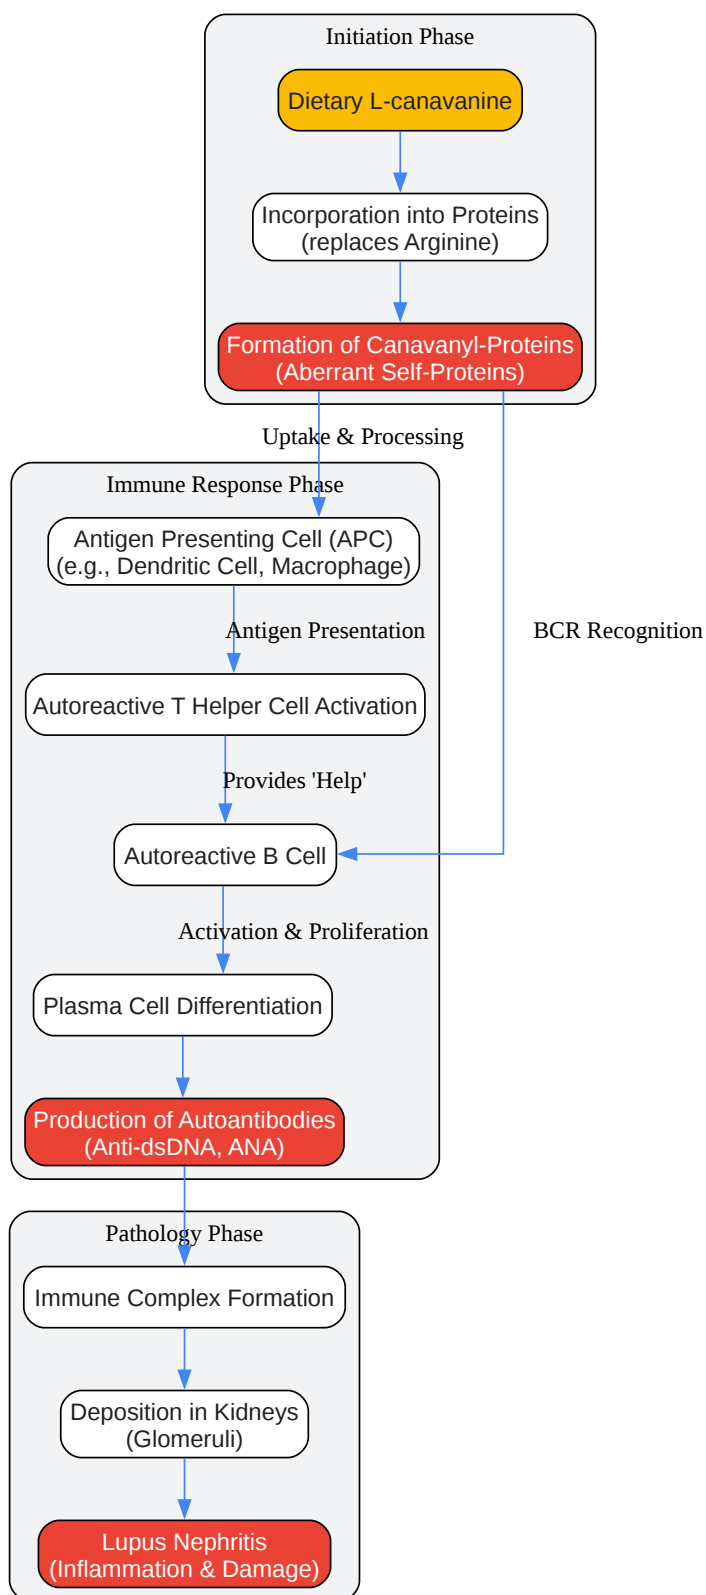 Initiation Phase
Dietary L-canavanine
Incorporation into Proteins
(replaces Arginine)
Formation of Canavanyl-Proteins
(Aberrant Self-Proteins)
Uptake & Processing
Immune Response Phase
Antigen Presenting Cell (APC)
(e.g., Dendritic Cell, Macrophage)
Antigen Presentation
BCR Recognition
Autoreactive T Helper Cell Activation
Provides 'Help'
Autoreactive B Cell
Activation & Proliferation
Plasma Cell Differentiation
Production of Autoantibodies
(Anti-dsDNA, ANA)
Pathology Phase
Immune Complex Formation
Deposition in Kidneys
(Glomeruli)
Lupus Nephritis
(Inflammation & Damage)